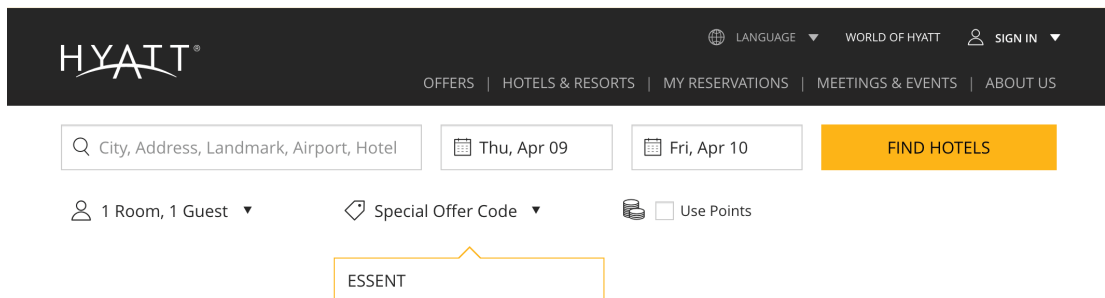 LANGUAGE ▼ WORLD OF HYATT SIGN IN ▼
HYATT®
OFFERS | HOTELS & RESORTS | MY RESERVATIONS | MEETINGS & EVENTS | ABOUT US
City, Address, Landmark, Airport, Hotel Thu, Apr 09 Fri, Apr 10 FIND HOTELS
1 Room, 1 Guest ▼ Special Offer Code ▼ Use Points
ESSENT